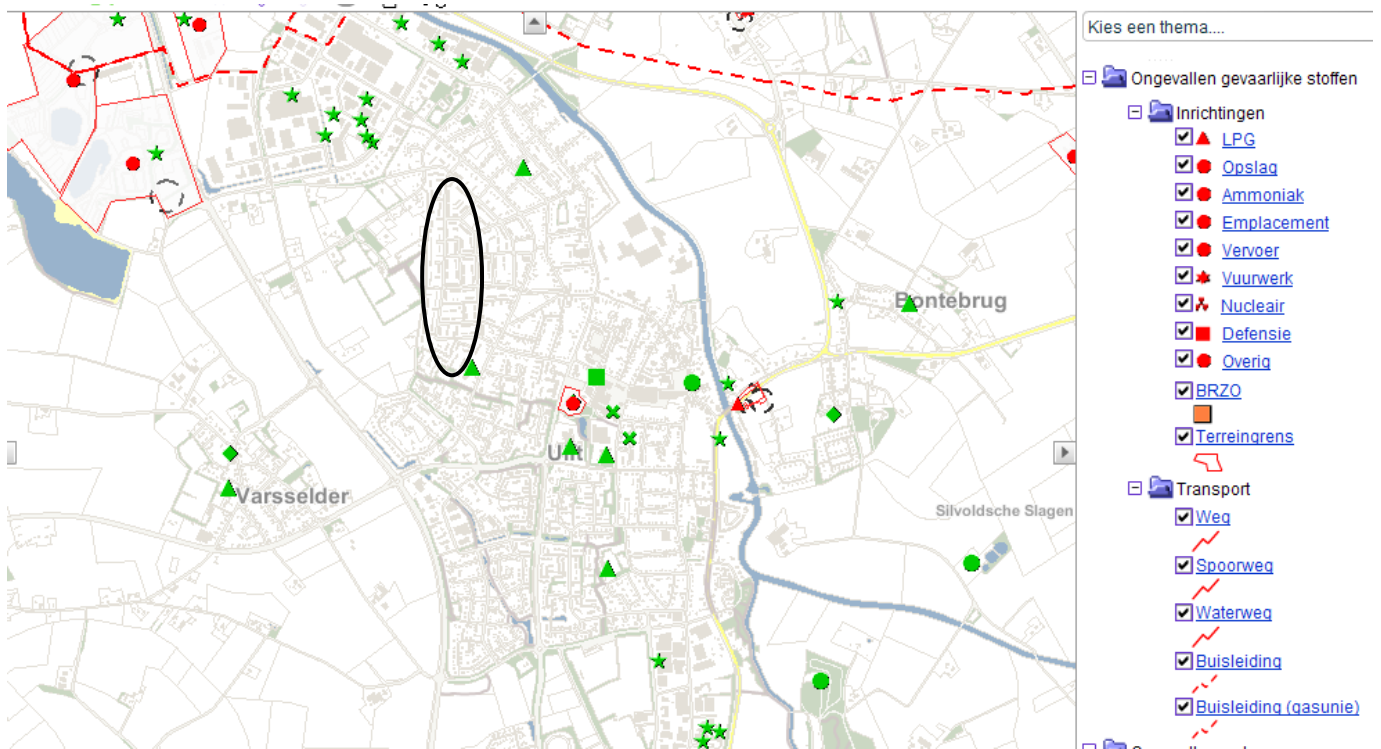 Kies een thema....
Ongevallen gevaarlijke stoffen
Inrichtingen
LPG
Opslag
Ammoniak
Emplacement
Vervoer
Vuurwerk
Nucleair
Defensie
Overig
BRZO
Terreingrens
Transport
Weg
Spoorweg
Waterweg
Buisleiding
Buisleiding (gasunie)
Bontebrug
Ulft
Varsselder
Silvoldsche Slagen